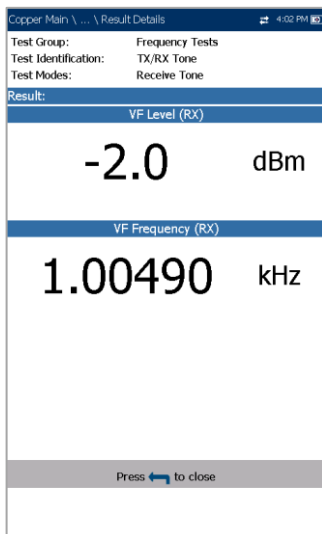 Copper Main \ ... \ Result Details 4:02 PM
Test Group: Frequency Tests
Test Identification: TX/RX Tone
Test Modes: Receive Tone
Result:
VF Level (RX)
-2.0 dBm
VF Frequency (RX)
1.00490 kHz
Press to close